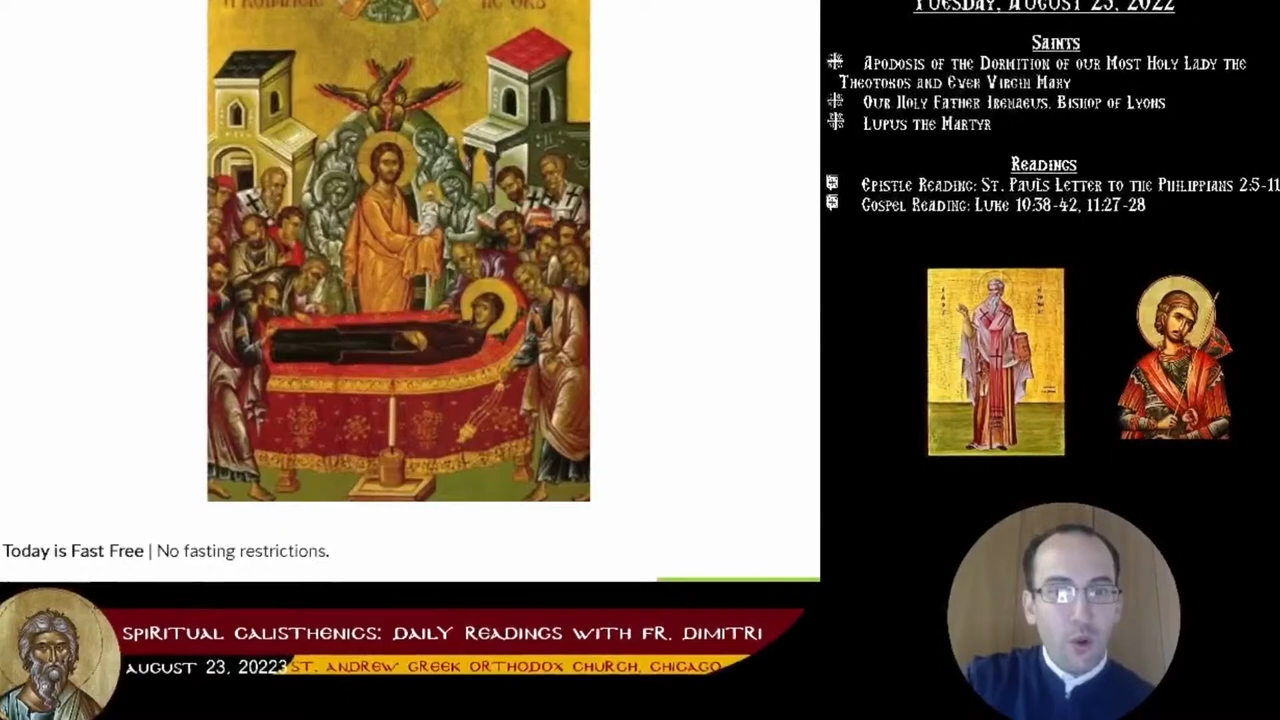 Η ΚΟΙΜΗΣΙΣ ΤΗΣ ΘΚΟΥ
TUESDAY, AUGUST 23, 2022
SAINTS
APODOSIS OF THE DORMITION OF OUR MOST HOLY LADY THE
THEOTOKOS AND EVER VIRGIN MARY
OUR HOLY FATHER IRENAEUS, BISHOP OF LYONS
LUPUS THE MARTYR
READINGS
EPISTLE READING: ST. PAUL'S LETTER TO THE PHILIPPIANS 2:5-11
GOSPEL READING: LUKE 10:38-42, 11:27-28
Today is Fast Free | No fasting restrictions.
SPIRITUAL CALISTHENICS: DAILY READINGS WITH FR. DIMITRI
AUGUST 23, 20223
ST. ANDREW GREEK ORTHODOX CHURCH, CHICAGO